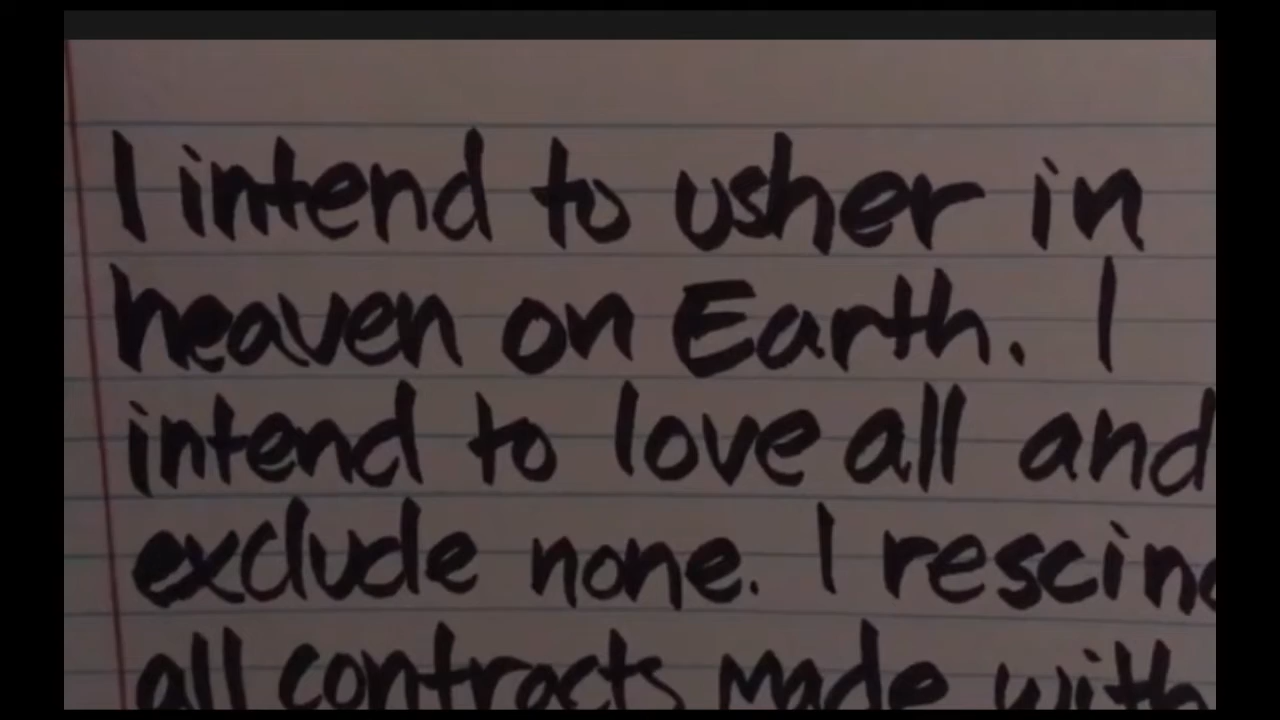 I intend to usher in
heaven on Earth. I
intend to love all and
exclude none. I rescind
all contracts made with